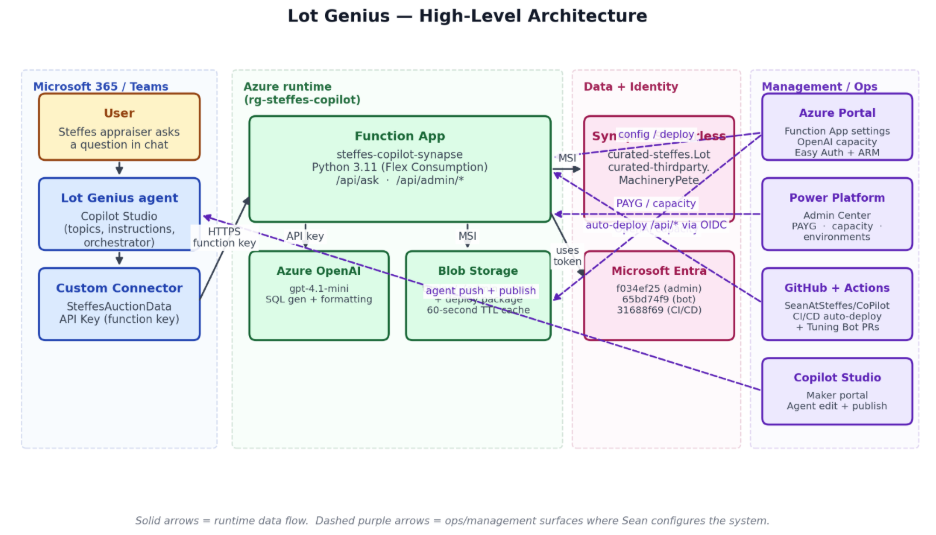 Lot Genius — High-Level Architecture
Microsoft 365 / Teams
User
Steffes appraiser asks
a question in chat
Lot Genius agent
Copilot Studio
(topics, instructions,
orchestrator)
Custom Connector
SteffesAuctionData
API Key (function key)
HTTPS
function key
Azure runtime
(rg-steffes-copilot)
Function App
steffes-copilot-synapse
Python 3.11 (Flex Consumption)
/api/ask · /api/admin/*
API key
MSI
Azure OpenAI
gpt-4.1-mini
SQL gen + formatting
Blob Storage
+ deploy package
60-second TTL cache
agent push + publish
MSI
uses
token
Data + Identity
config / deploy
curated-steffes.Lot
curated-thirdparty.
MachineryPete
PAYG / capacity
auto-deploy /api/* via OIDC
Microsoft Entra
f034ef25 (admin)
65bd74f9 (bot)
31688f69 (CI/CD)
Management / Ops
Azure Portal
Function App settings
OpenAI capacity
Easy Auth + ARM
Power Platform
Admin Center
PAYG · capacity ·
environments
GitHub + Actions
SeanAtSteffes/CoPilot
CI/CD auto-deploy
+ Tuning Bot PRs
Copilot Studio
Maker portal
Agent edit + publish
Solid arrows = runtime data flow. Dashed purple arrows = ops/management surfaces where Sean configures the system.